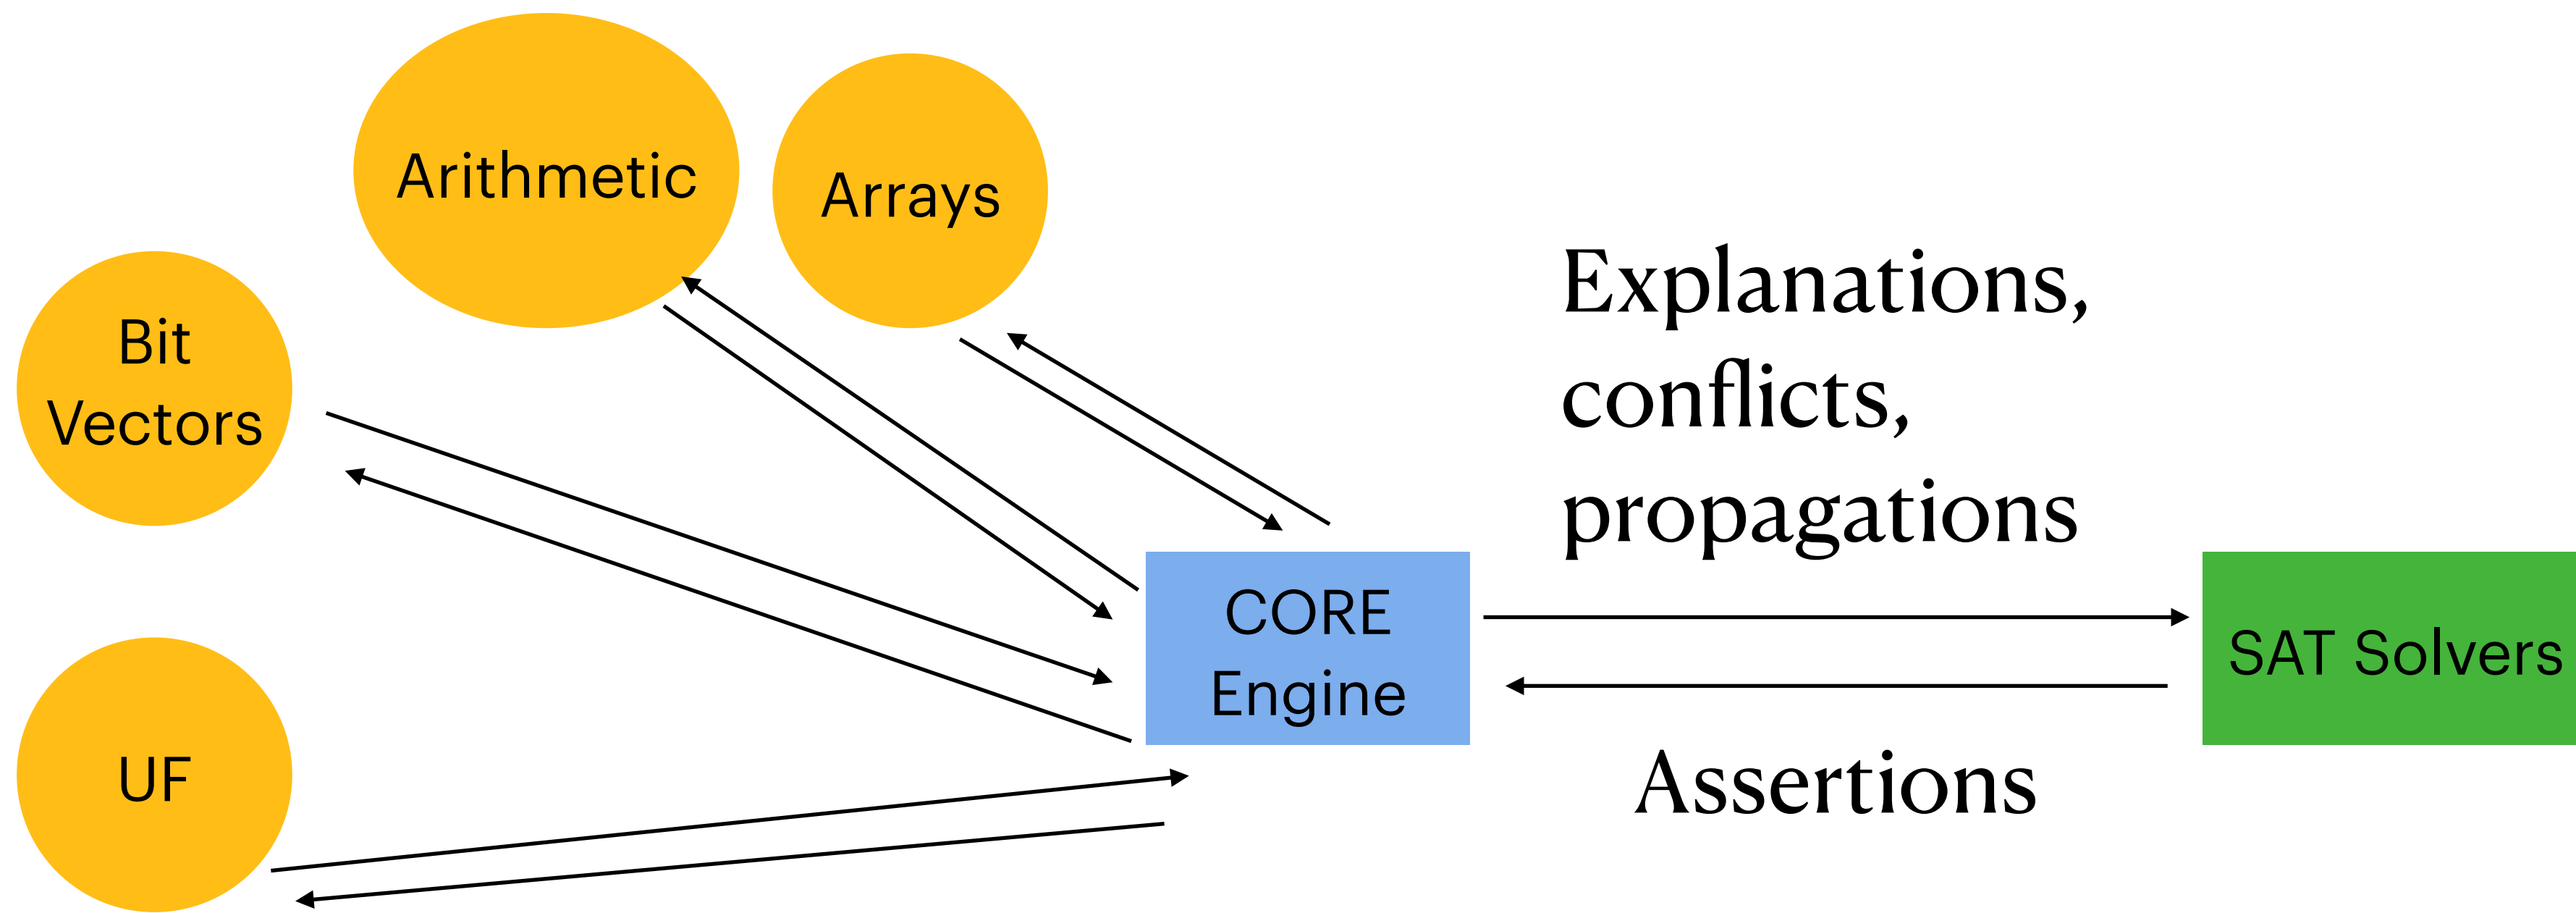 Arithmetic
Arrays
Bit
Vectors
UF
CORE
Engine
Explanations,
conflicts,
propagations
Assertions
SAT Solvers